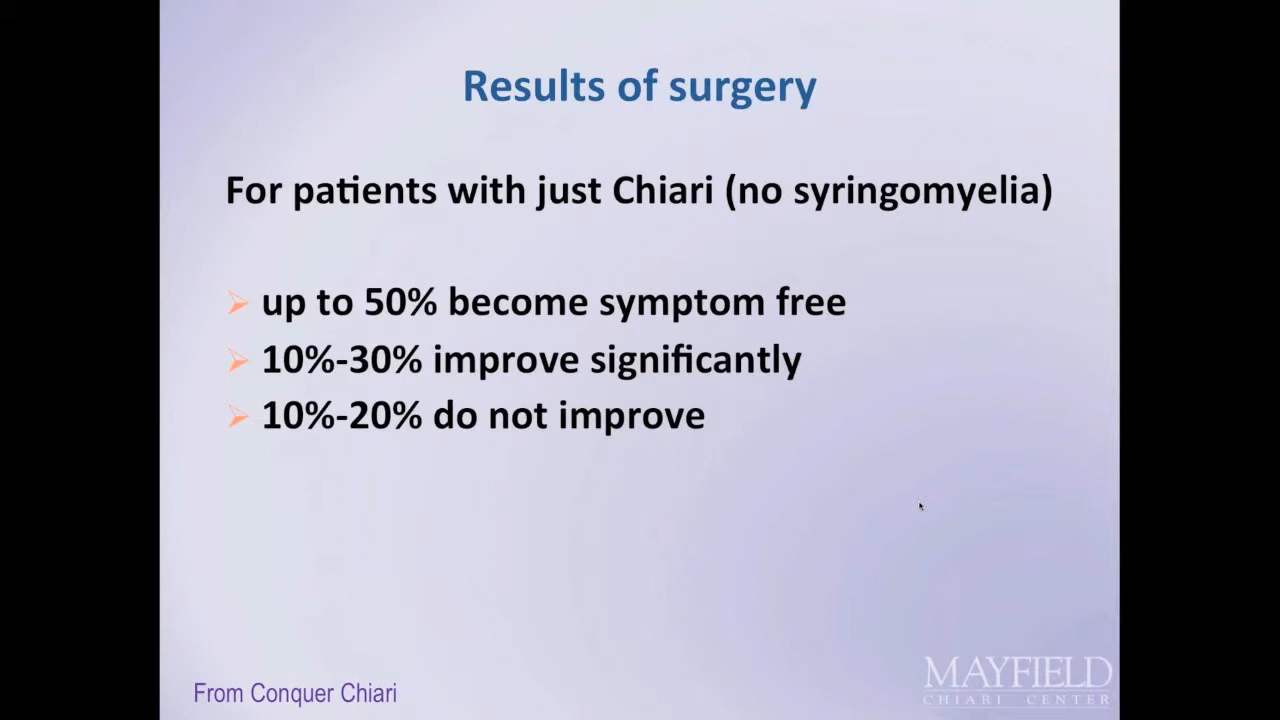 Results of surgery
For patients with just Chiari (no syringomyelia)
up to 50% become symptom free
10%-30% improve significantly
10%-20% do not improve
From Conquer Chiari
MAYFIELD
CHIARI CENTER